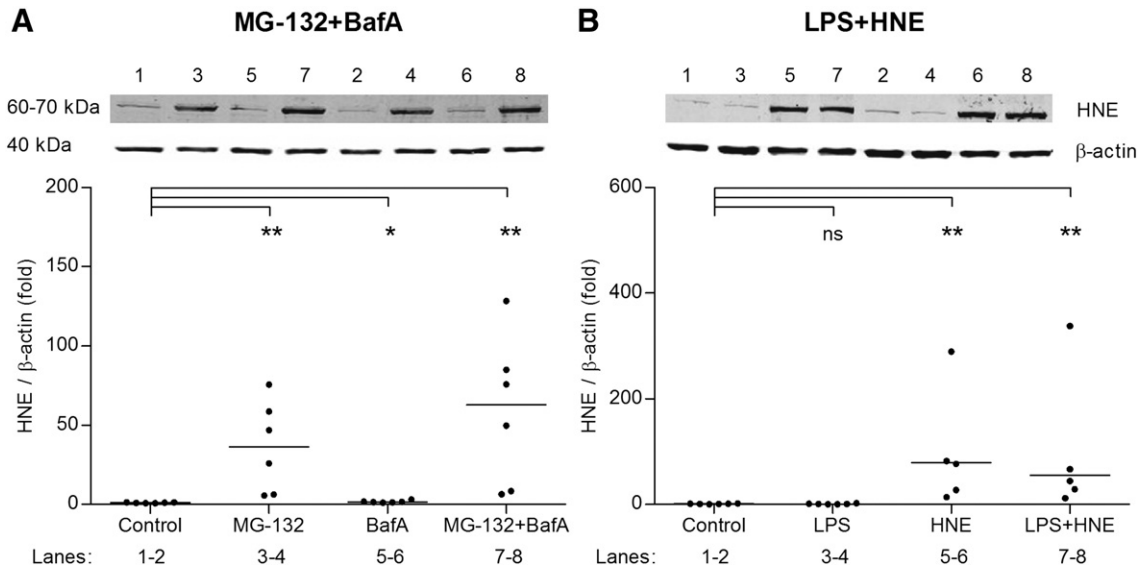 A MG-132+BafA
1 3 5 7 2 4 6 8
60-70 kDa
40 kDa
200
150
100
50
0
HNE / β-actin (fold)
** * **
Control MG-132 BafA MG-132+BafA
Lanes: 1-2 3-4 5-6 7-8
B LPS+HNE
1 3 5 7 2 4 6 8
HNE
β-actin
600
400
200
0
HNE / β-actin (fold)
ns ** **
Control LPS HNE LPS+HNE
Lanes: 1-2 3-4 5-6 7-8